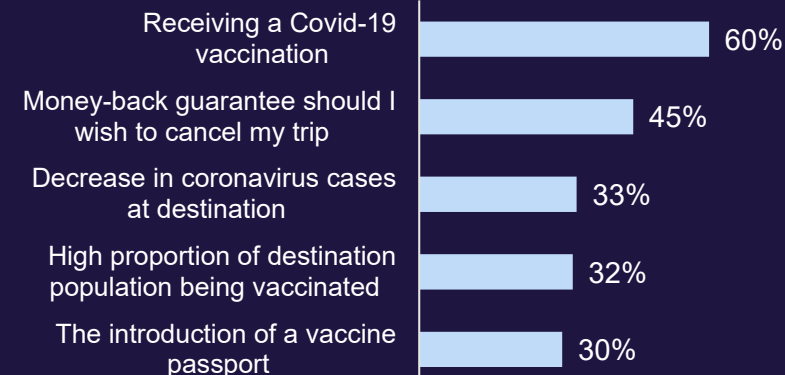 Receiving a Covid-19
vaccination
60%
Money-back guarantee should I
wish to cancel my trip
45%
Decrease in coronavirus cases
at destination
33%
High proportion of destination
population being vaccinated
32%
The introduction of a vaccine
passport
30%